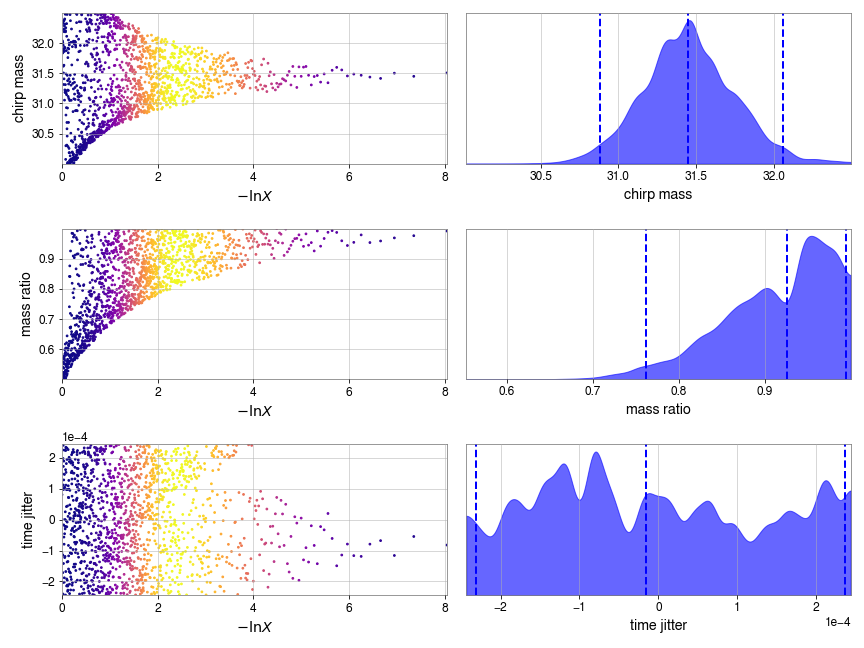 32.0
31.5
31.0
30.5
chirp mass
0 2 4 6 8
−lnX
30.5 31.0 31.5 32.0
chirp mass
0.9
0.8
0.7
0.6
mass ratio
0 2 4 6 8
−lnX
0.6 0.7 0.8 0.9
mass ratio
1e−4
2
1
0
−1
−2
time jitter
0 2 4 6 8
−lnX
−2 −1 0 1 2
1e−4
time jitter